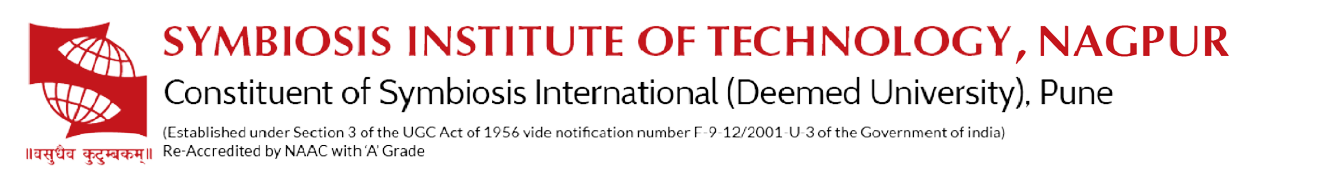 SYMBIOSIS INSTITUTE OF TECHNOLOGY, NAGPUR
Constituent of Symbiosis International (Deemed University), Pune
(Established under Section 3 of the UGC Act of 1956 vide notification number F-9-12/2001-U-3 of the Government of india)
Re-Accredited by NAAC with ‘A’ Grade
॥वसुधैव कुटुम्बकम्॥